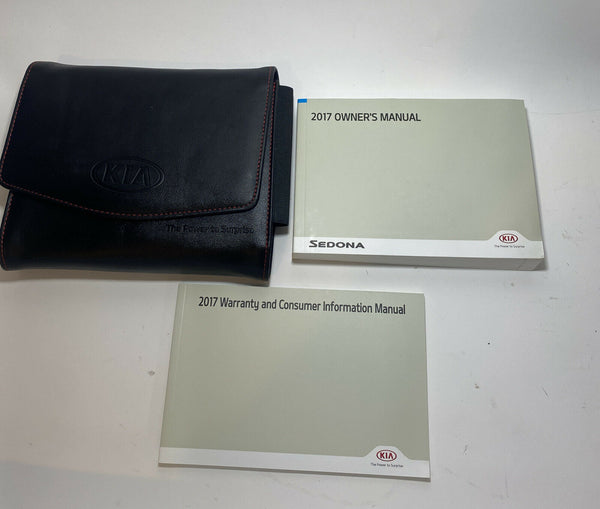 KIA
The Power to Surprise
2017 OWNER'S MANUAL
SEDONA
KIA
The Power to Surprise
2017 Warranty and Consumer Information Manual
KIA
The Power to Surprise